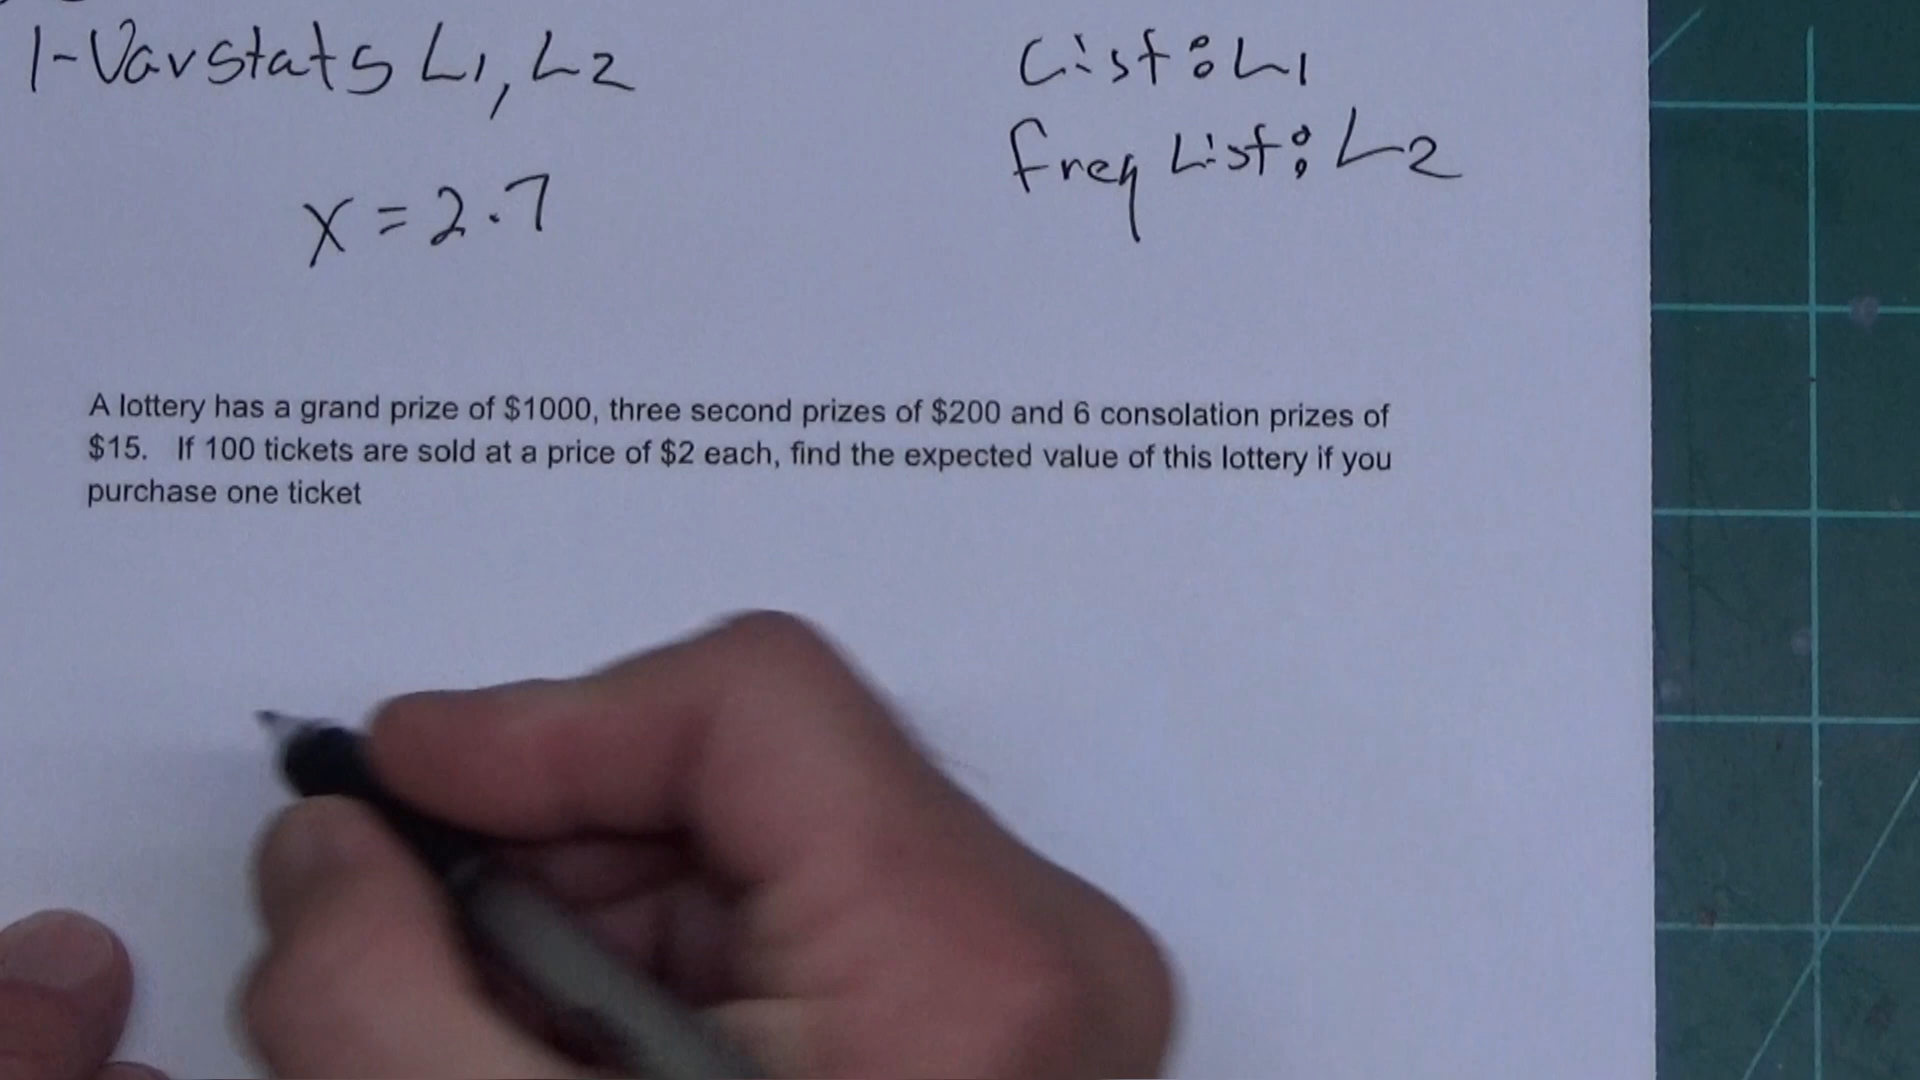 1-Varstats L1, L2
List: L1
freq List: L2
x = 2.7
A lottery has a grand prize of $1000, three second prizes of $200 and 6 consolation prizes of
$15. If 100 tickets are sold at a price of $2 each, find the expected value of this lottery if you
purchase one ticket